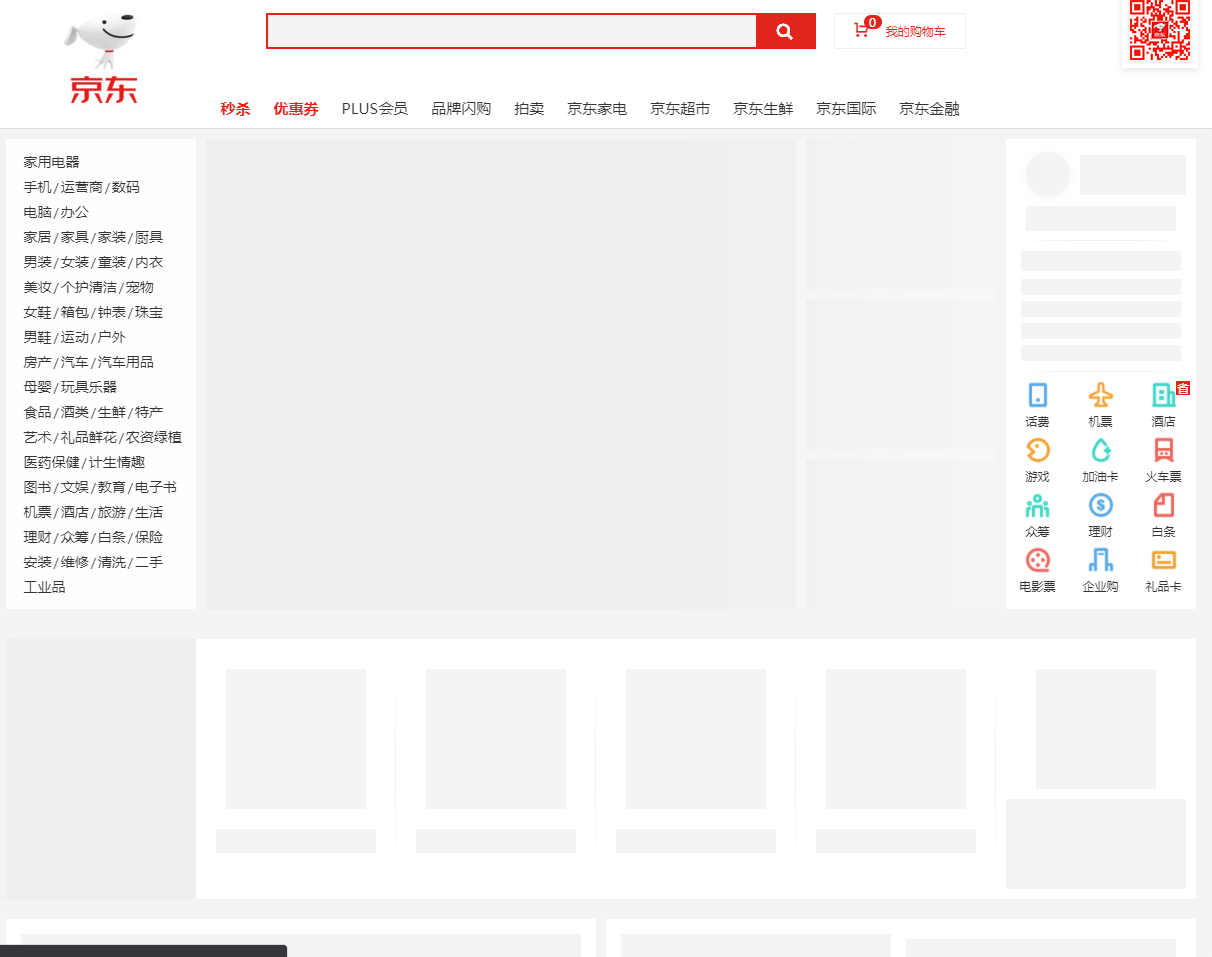 京东
0
我的购物车
秒杀 优惠券 PLUS会员 品牌闪购 拍卖 京东家电 京东超市 京东生鲜 京东国际 京东金融
家用电器
手机/运营商/数码
电脑/办公
家居/家具/家装/厨具
男装/女装/童装/内衣
美妆/个护清洁/宠物
女鞋/箱包/钟表/珠宝
男鞋/运动/户外
房产/汽车/汽车用品
母婴/玩具乐器
食品/酒类/生鲜/特产
艺术/礼品鲜花/农资绿植
医药保健/计生情趣
图书/文娱/教育/电子书
机票/酒店/旅游/生活
理财/众筹/白条/保险
安装/维修/清洗/二手
工业品
省
话费 机票 酒店
游戏 加油卡 火车票
众筹 理财 白条
电影票 企业购 礼品卡